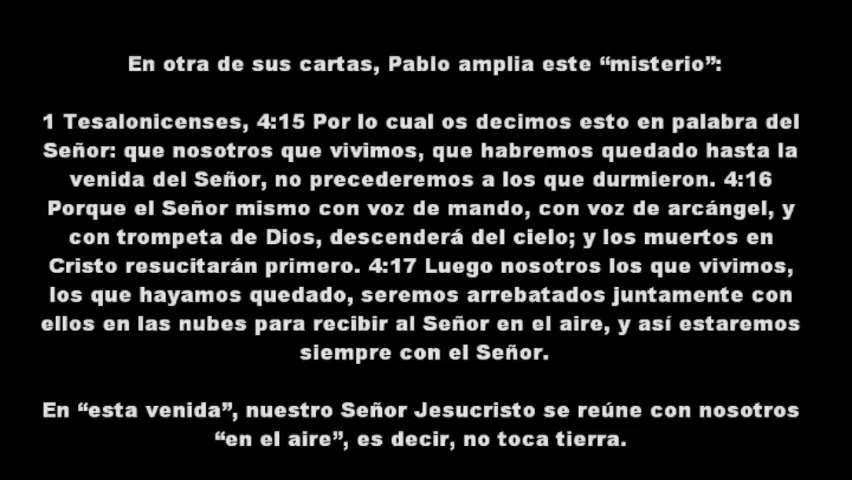 En otra de sus cartas, Pablo amplia este “misterio”:
1 Tesalonicenses, 4:15 Por lo cual os decimos esto en palabra del
Señor: que nosotros que vivimos, que habremos quedado hasta la
venida del Señor, no precederemos a los que durmieron. 4:16
Porque el Señor mismo con voz de mando, con voz de arcángel, y
con trompeta de Dios, descenderá del cielo; y los muertos en
Cristo resucitarán primero. 4:17 Luego nosotros los que vivimos,
los que hayamos quedado, seremos arrebatados juntamente con
ellos en las nubes para recibir al Señor en el aire, y así estaremos
siempre con el Señor.
En “esta venida”, nuestro Señor Jesucristo se reúne con nosotros
“en el aire”, es decir, no toca tierra.